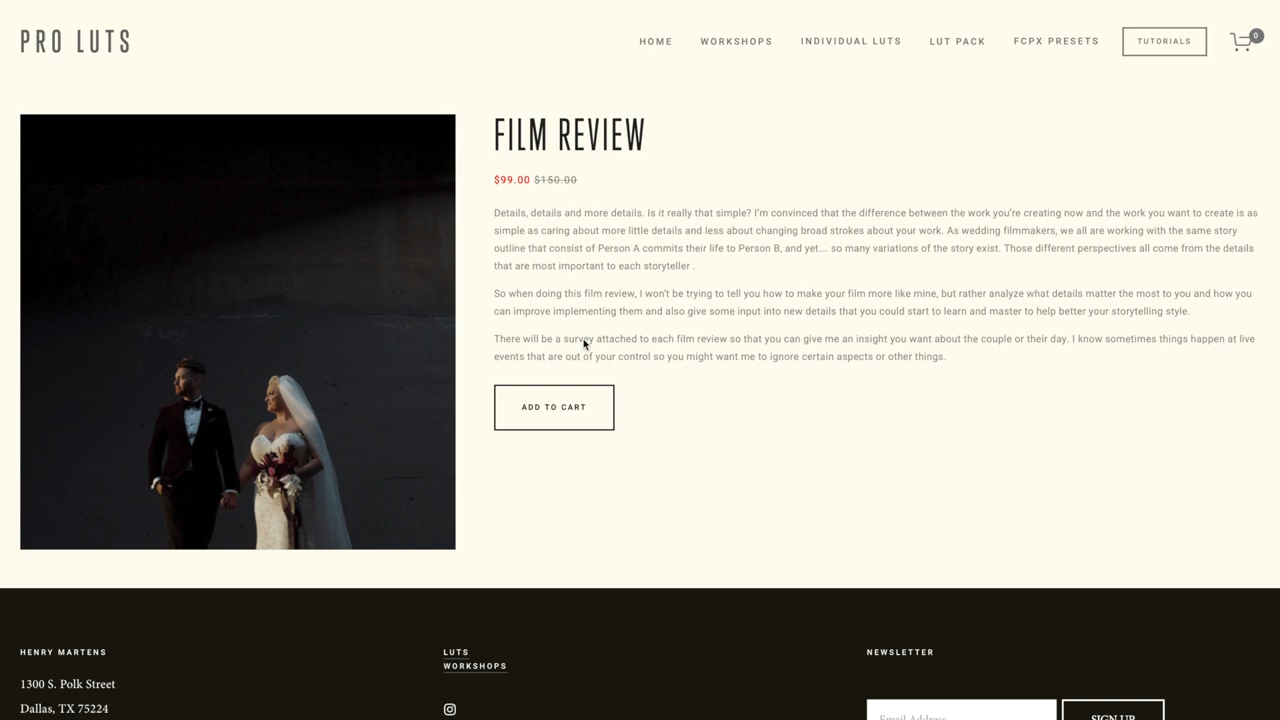 PRO LUTS
HOME WORKSHOPS INDIVIDUAL LUTS LUT PACK FCPX PRESETS TUTORIALS 0
FILM REVIEW
$99.00 $150.00
Details, details and more details. Is it really that simple? I'm convinced that the difference between the work you're creating now and the work you want to create is as
simple as caring about more little details and less about changing broad strokes about your work. As wedding filmmakers, we all are working with the same story
outline that consist of Person A commits their life to Person B, and yet.... so many variations of the story exist. Those different perspectives all come from the details
that are most important to each storyteller .
So when doing this film review, I won't be trying to tell you how to make your film more like mine, but rather analyze what details matter the most to you and how you
can improve implementing them and also give some input into new details that you could start to learn and master to help better your storytelling style.
There will be a survey attached to each film review so that you can give me an insight you want about the couple or their day. I know sometimes things happen at live
events that are out of your control so you might want me to ignore certain aspects or other things.
ADD TO CART
HENRY MARTENS
1300 S. Polk Street
Dallas, TX 75224
LUTS
WORKSHOPS
NEWSLETTER
Email Address
SIGN UP